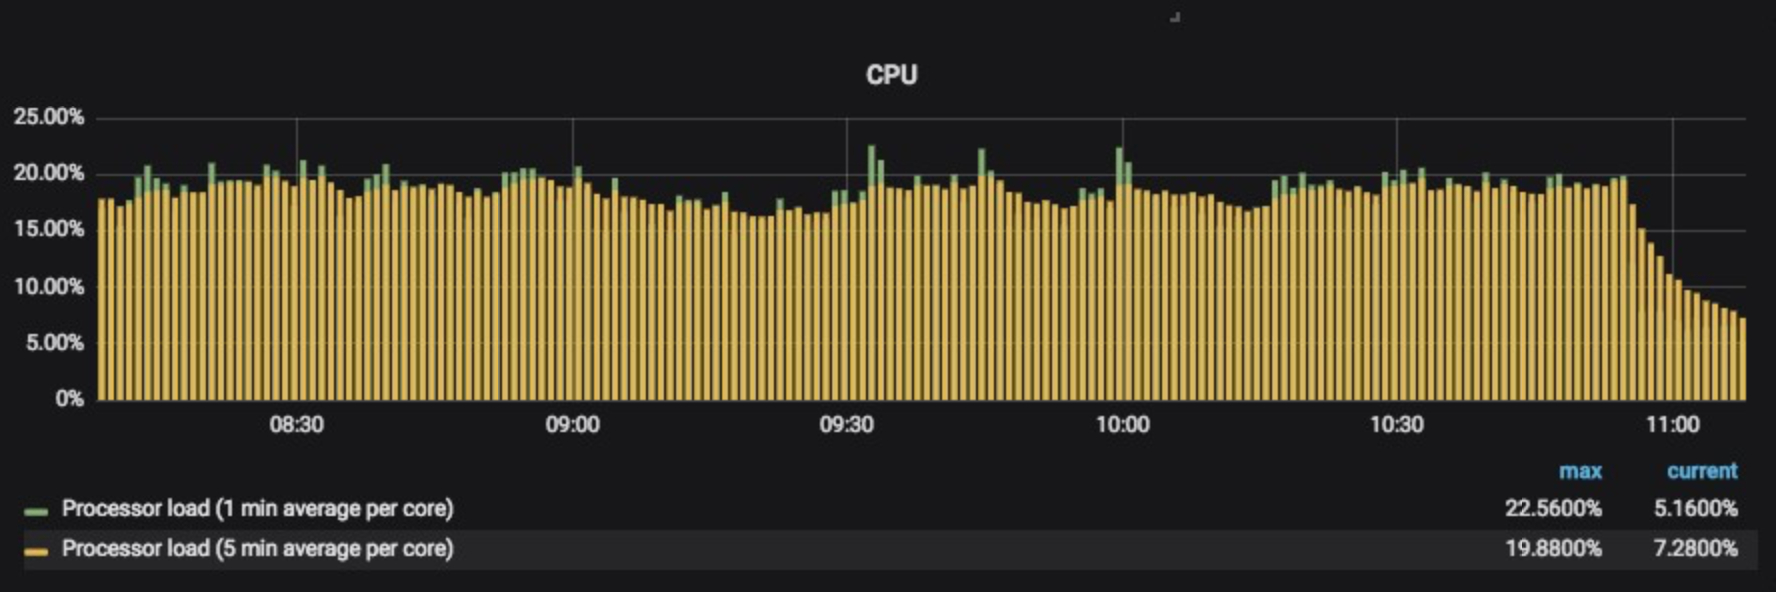 CPU
25.00%
20.00%
15.00%
10.00%
5.00%
0%
08:30 09:00 09:30 10:00 10:30 11:00
max current
Processor load (1 min average per core) 22.5600% 5.1600%
Processor load (5 min average per core) 19.8800% 7.2800%